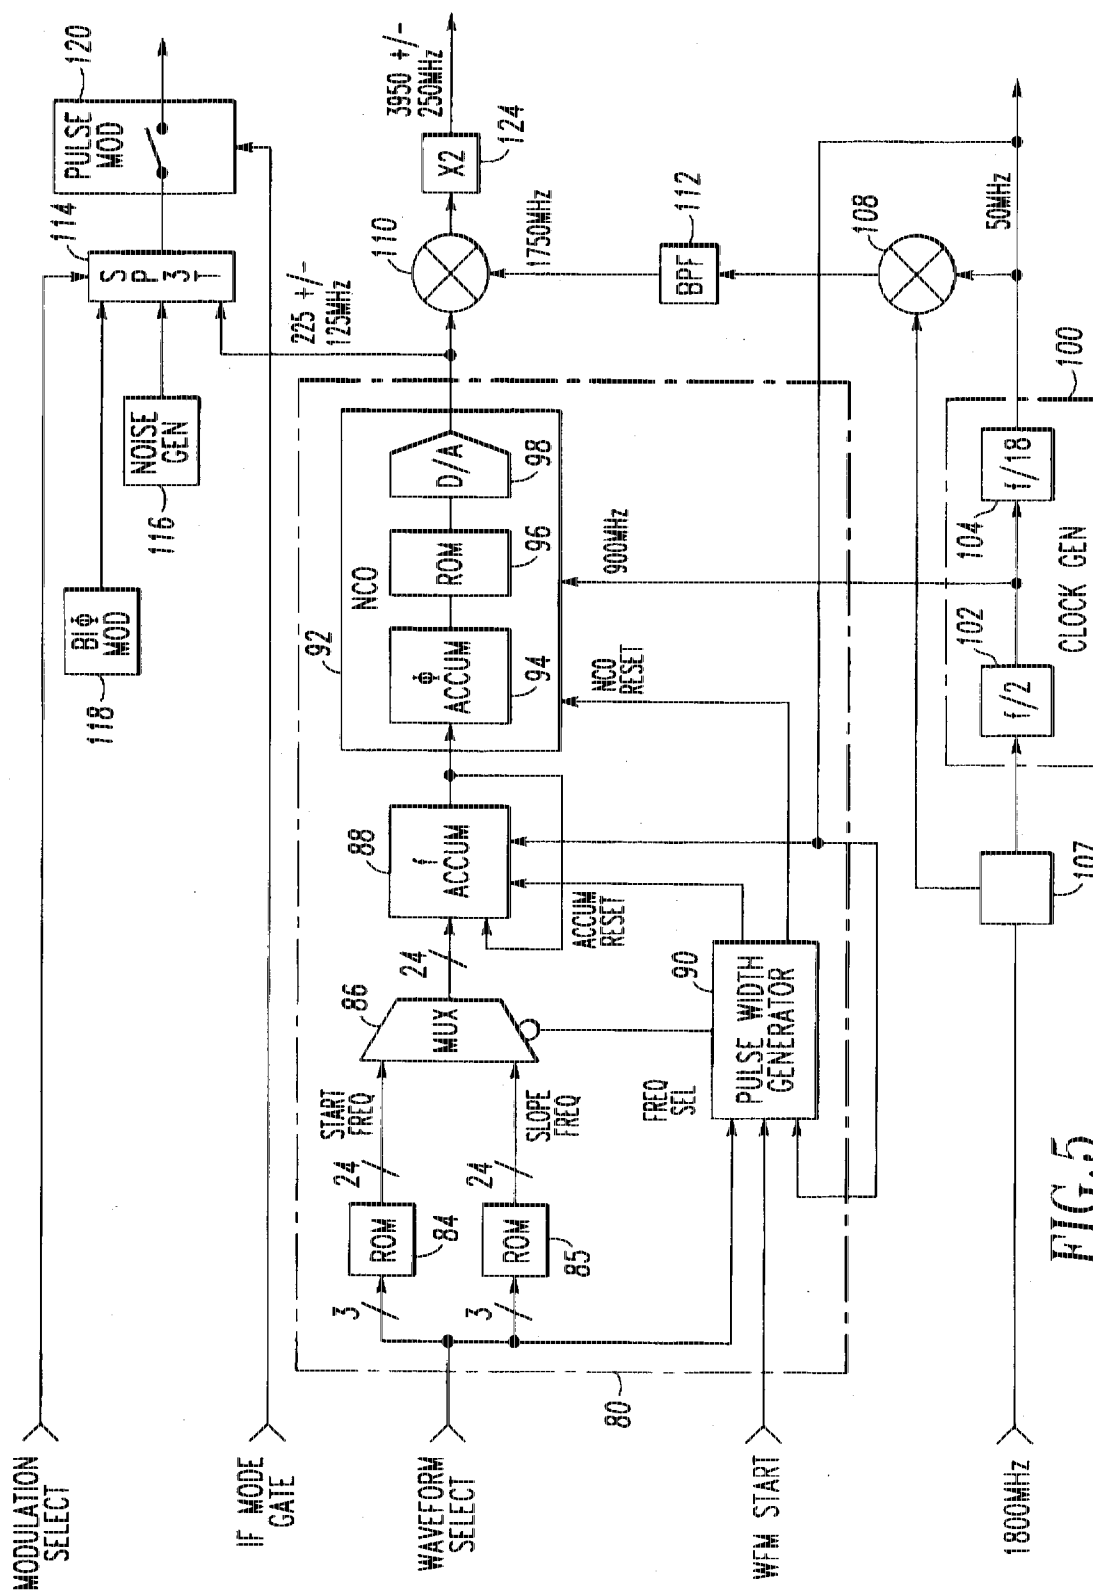 MODULATION
SELECT
IF MODE
GATE
WAVEFORM
SELECT
WFM START
1800MHz
BIΦ
MOD
118
NOISE
GEN
116
SP3T
114
PULSE
MOD
120
225 +/-
125MHz
3950 +/-
250MHz
X2
124
110
1750MHz
BPF
112
108
50MHz
80
3
ROM
84
24
START
FREQ
3
ROM
85
24
SLOPE
FREQ
MUX
86
24
f
ACCUM
88
ACCUM
RESET
FREQ
SEL
PULSE WIDTH
GENERATOR
90
NCO
RESET
92
NCO
Φ
ACCUM
94
ROM
96
D/A
98
900MHz
107
f/2
102
f/18
104
CLOCK GEN
100
FIG.5